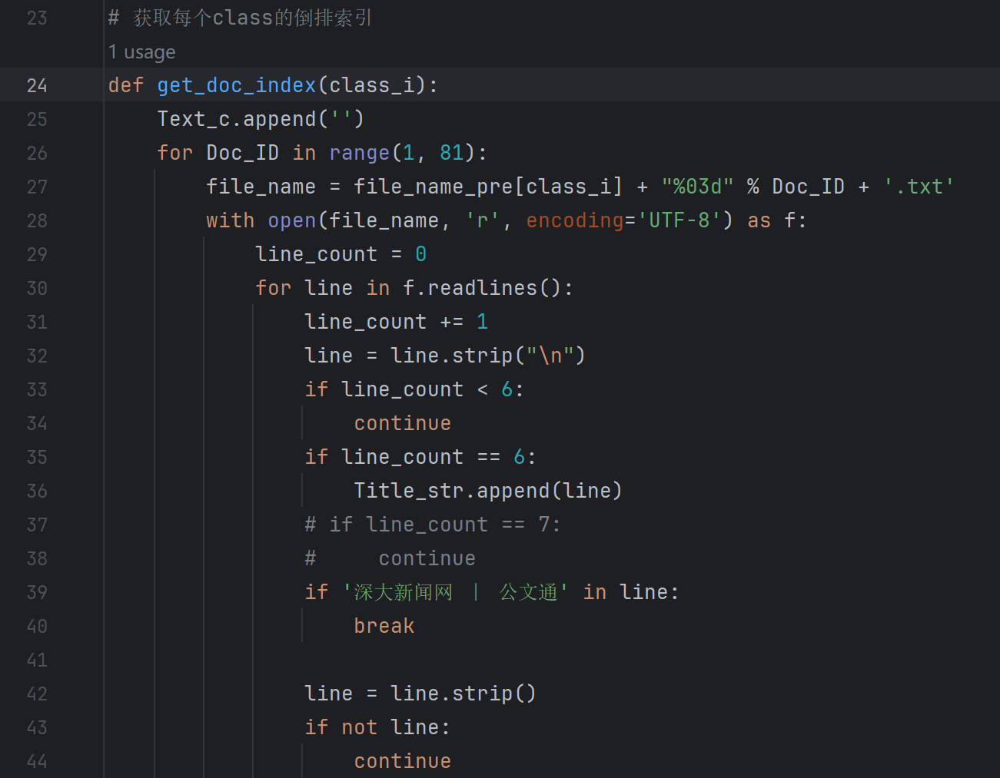 23 # 获取每个class的倒排索引
1 usage
24 def get_doc_index(class_i):
25     Text_c.append('')
26     for Doc_ID in range(1, 81):
27         file_name = file_name_pre[class_i] + "%03d" % Doc_ID + '.txt'
28         with open(file_name, 'r', encoding='UTF-8') as f:
29             line_count = 0
30             for line in f.readlines():
31                 line_count += 1
32                 line = line.strip("\n")
33                 if line_count < 6:
34                     continue
35                 if line_count == 6:
36                     Title_str.append(line)
37                 # if line_count == 7:
38                 #     continue
39                 if '深大新闻网 | 公文通' in line:
40                     break
41
42                 line = line.strip()
43                 if not line:
44                     continue